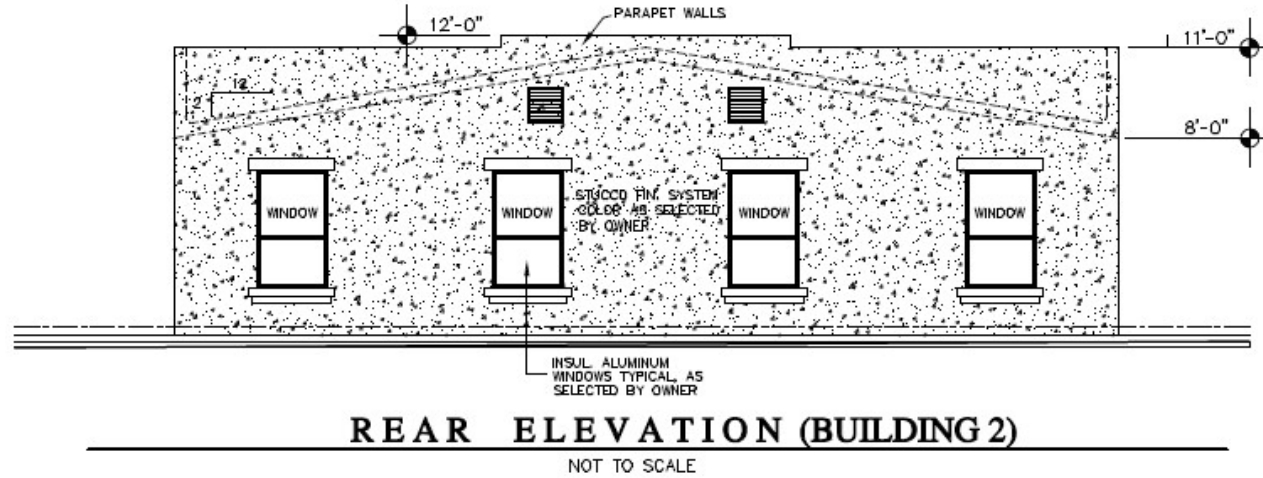 PARAPET WALLS
12'-0"
11'-0"
12
2
8'-0"
STUCCO FIN. SYSTEM
COLOR AS SELECTED
BY OWNER
WINDOW
WINDOW
WINDOW
WINDOW
INSUL. ALUMINUM
WINDOWS TYPICAL, AS
SELECTED BY OWNER
REAR ELEVATION (BUILDING 2)
NOT TO SCALE